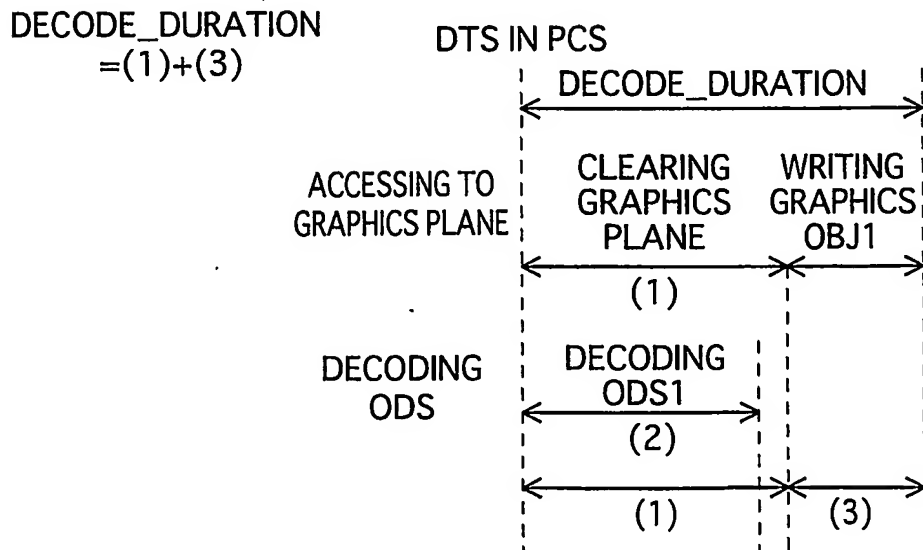 DECODE_DURATION
=(1)+(3)
DTS IN PCS
DECODE_DURATION
ACCESSING TO
GRAPHICS PLANE
CLEARING
GRAPHICS
PLANE
WRITING
GRAPHICS
OBJ1
(1)
DECODING
ODS
DECODING
ODS1
(2)
(1)
(3)